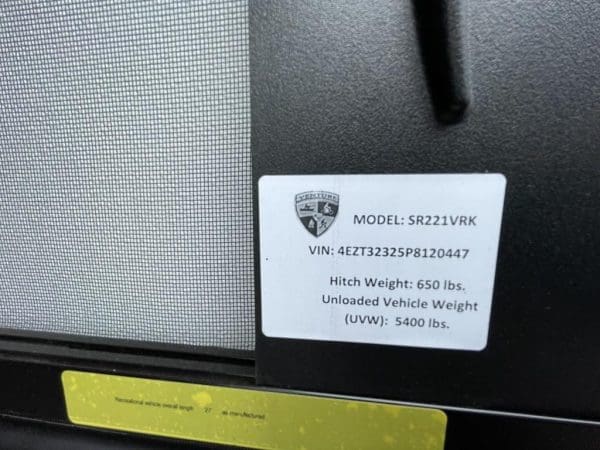 VENTURE
MODEL: SR221VRK
VIN: 4EZT32325P8120447
Hitch Weight: 650 lbs.
Unloaded Vehicle Weight
(UVW): 5400 lbs.
Recreational vehicle overall length 27 as manufactured